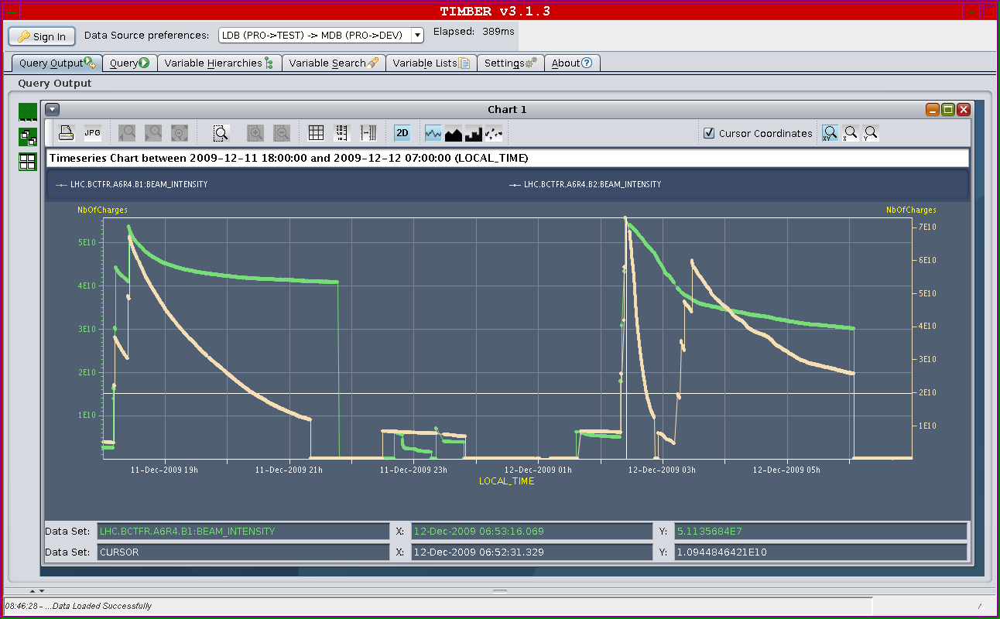 TIMBER v3.1.3
Sign In Data Source preferences: LDB (PRO->TEST) -> MDB (PRO->DEV) Elapsed: 389ms
Query Output Query Variable Hierarchies Variable Search Variable Lists Settings About
Query Output
Chart 1
JPG 2D Cursor Coordinates XY X Y
Timeseries Chart between 2009-12-11 18:00:00 and 2009-12-12 07:00:00 (LOCAL_TIME)
LHC.BCTFR.A6R4.B1:BEAM_INTENSITY LHC.BCTFR.A6R4.B2:BEAM_INTENSITY
NbOfCharges NbOfCharges
7E10
5E10
6E10
4E10
5E10
3E10
4E10
3E10
2E10
2E10
1E10
1E10
11-Dec-2009 19h 11-Dec-2009 21h 11-Dec-2009 23h 12-Dec-2009 01h 12-Dec-2009 03h 12-Dec-2009 05h
LOCAL_TIME
Data Set: LHC.BCTFR.A6R4.B1:BEAM_INTENSITY X: 12-Dec-2009 06:53:16.069 Y: 5.1135684E7
Data Set: CURSOR X: 12-Dec-2009 06:52:31.329 Y: 1.0944846421E10
08:46:28 - ...Data Loaded Successfully /